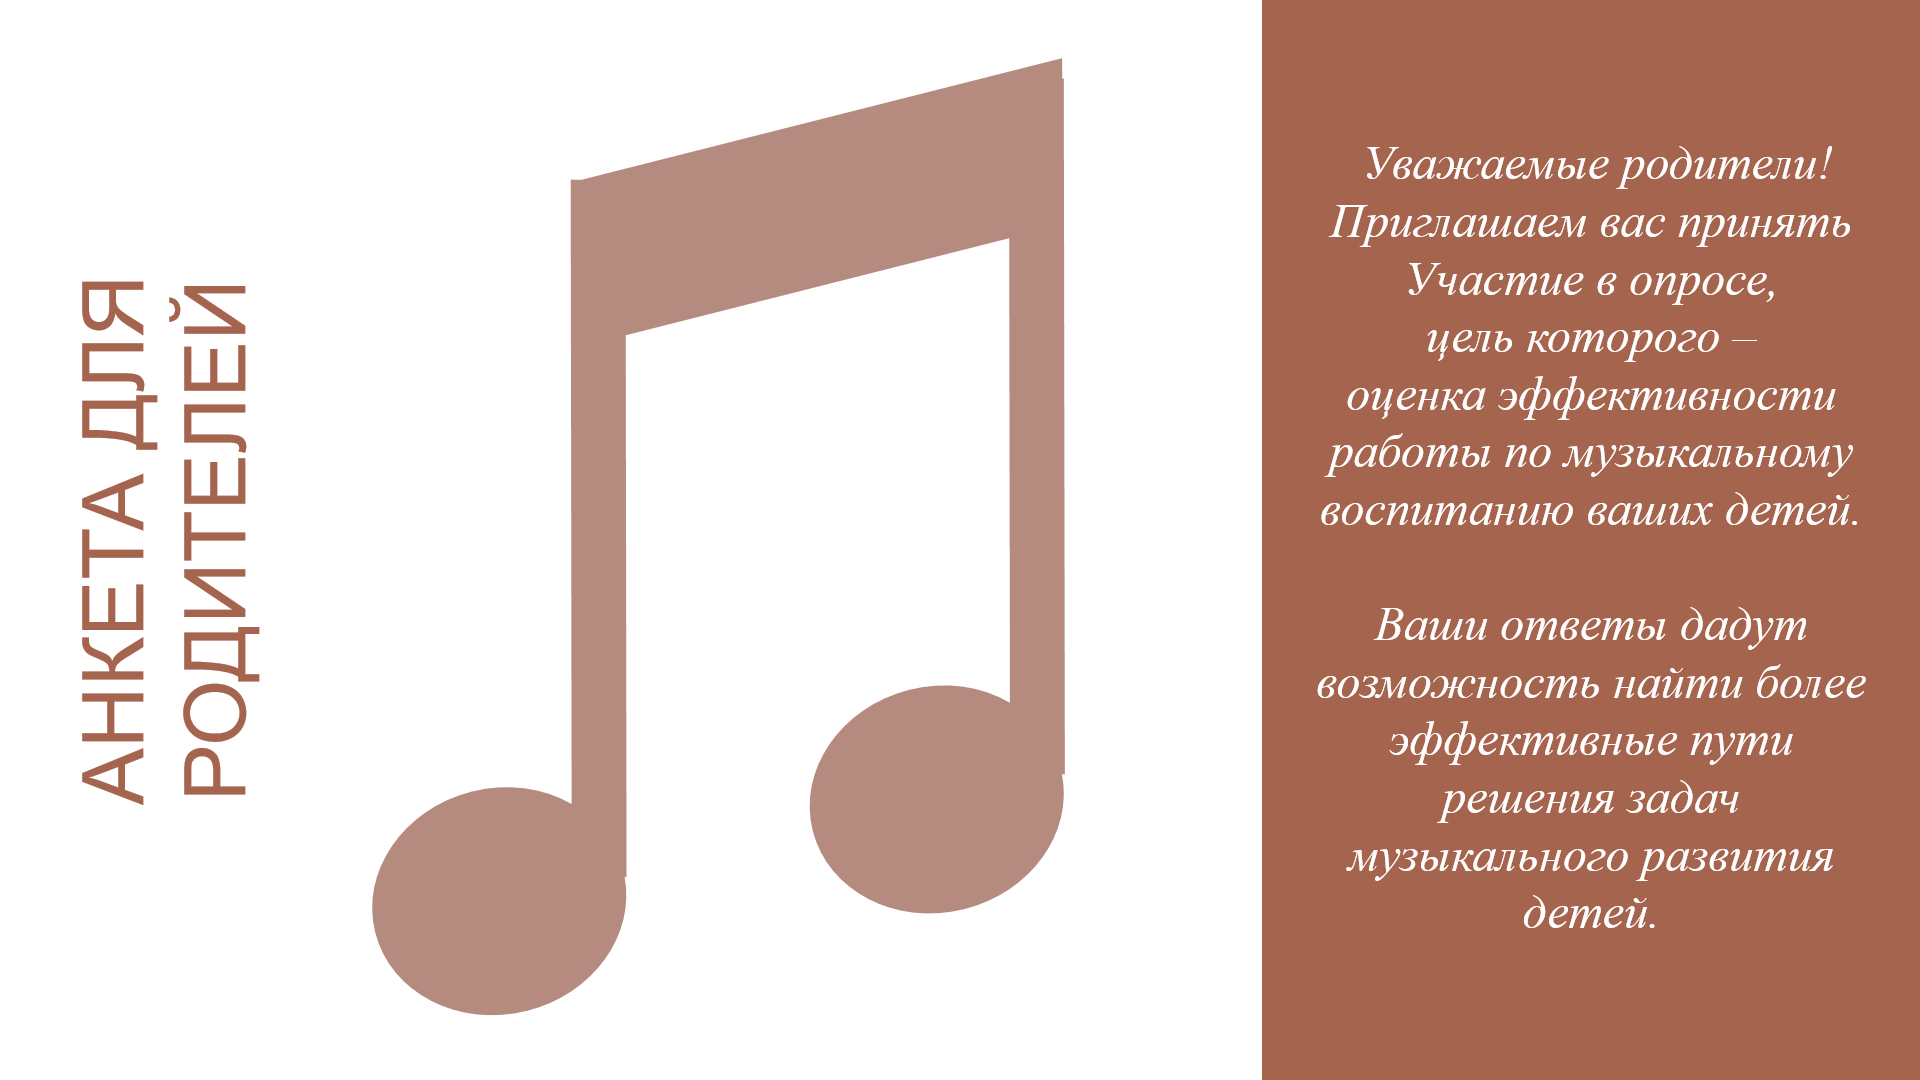 АНКЕТА ДЛЯ
РОДИТЕЛЕЙ
Уважаемые родители!
Приглашаем вас принять
Участие в опросе,
цель которого –
оценка эффективности
работы по музыкальному
воспитанию ваших детей.
Ваши ответы дадут
возможность найти более
эффективные пути
решения задач
музыкального развития
детей.